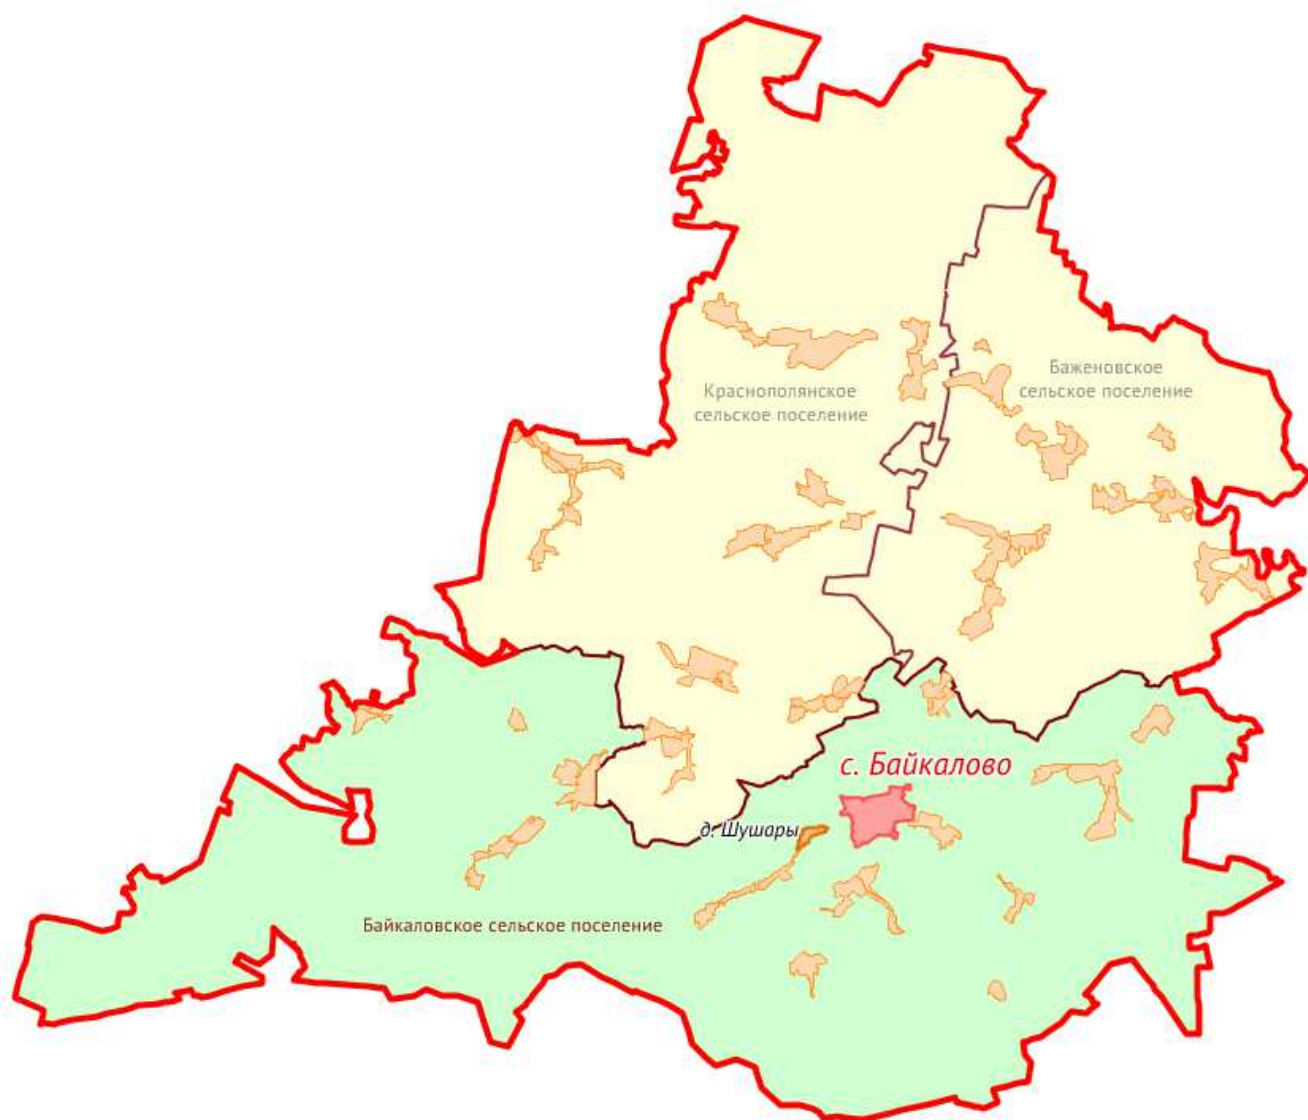 Баженовское
сельское поселение
Краснополянское
сельское поселение
с. Байкалово
д. Шушары
Байкаловское сельское поселение